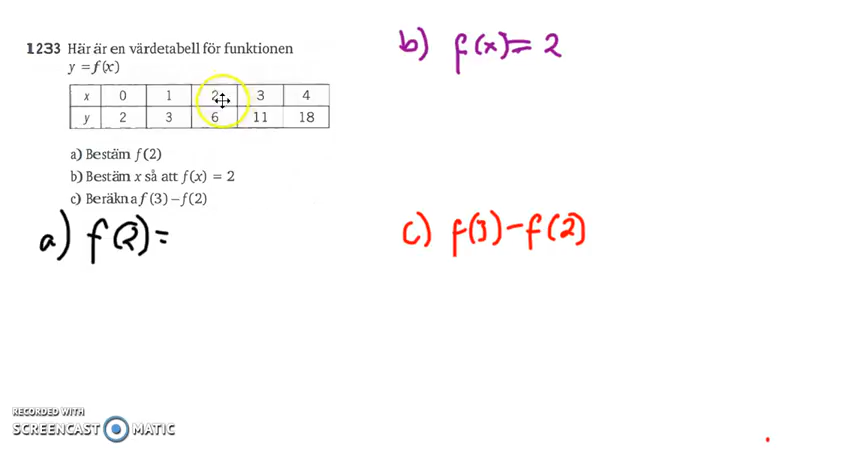 1233 Här är en värdetabell för funktionen
y = f(x)
x 0 1 2 3 4
y 2 3 6 11 18
a) Bestäm f(2)
b) Bestäm x så att f(x) = 2
c) Beräkna f(3) – f(2)
a) f(2) =
b) f(x) = 2
c) f(3) – f(2)
RECORDED WITH
SCREENCAST MATIC